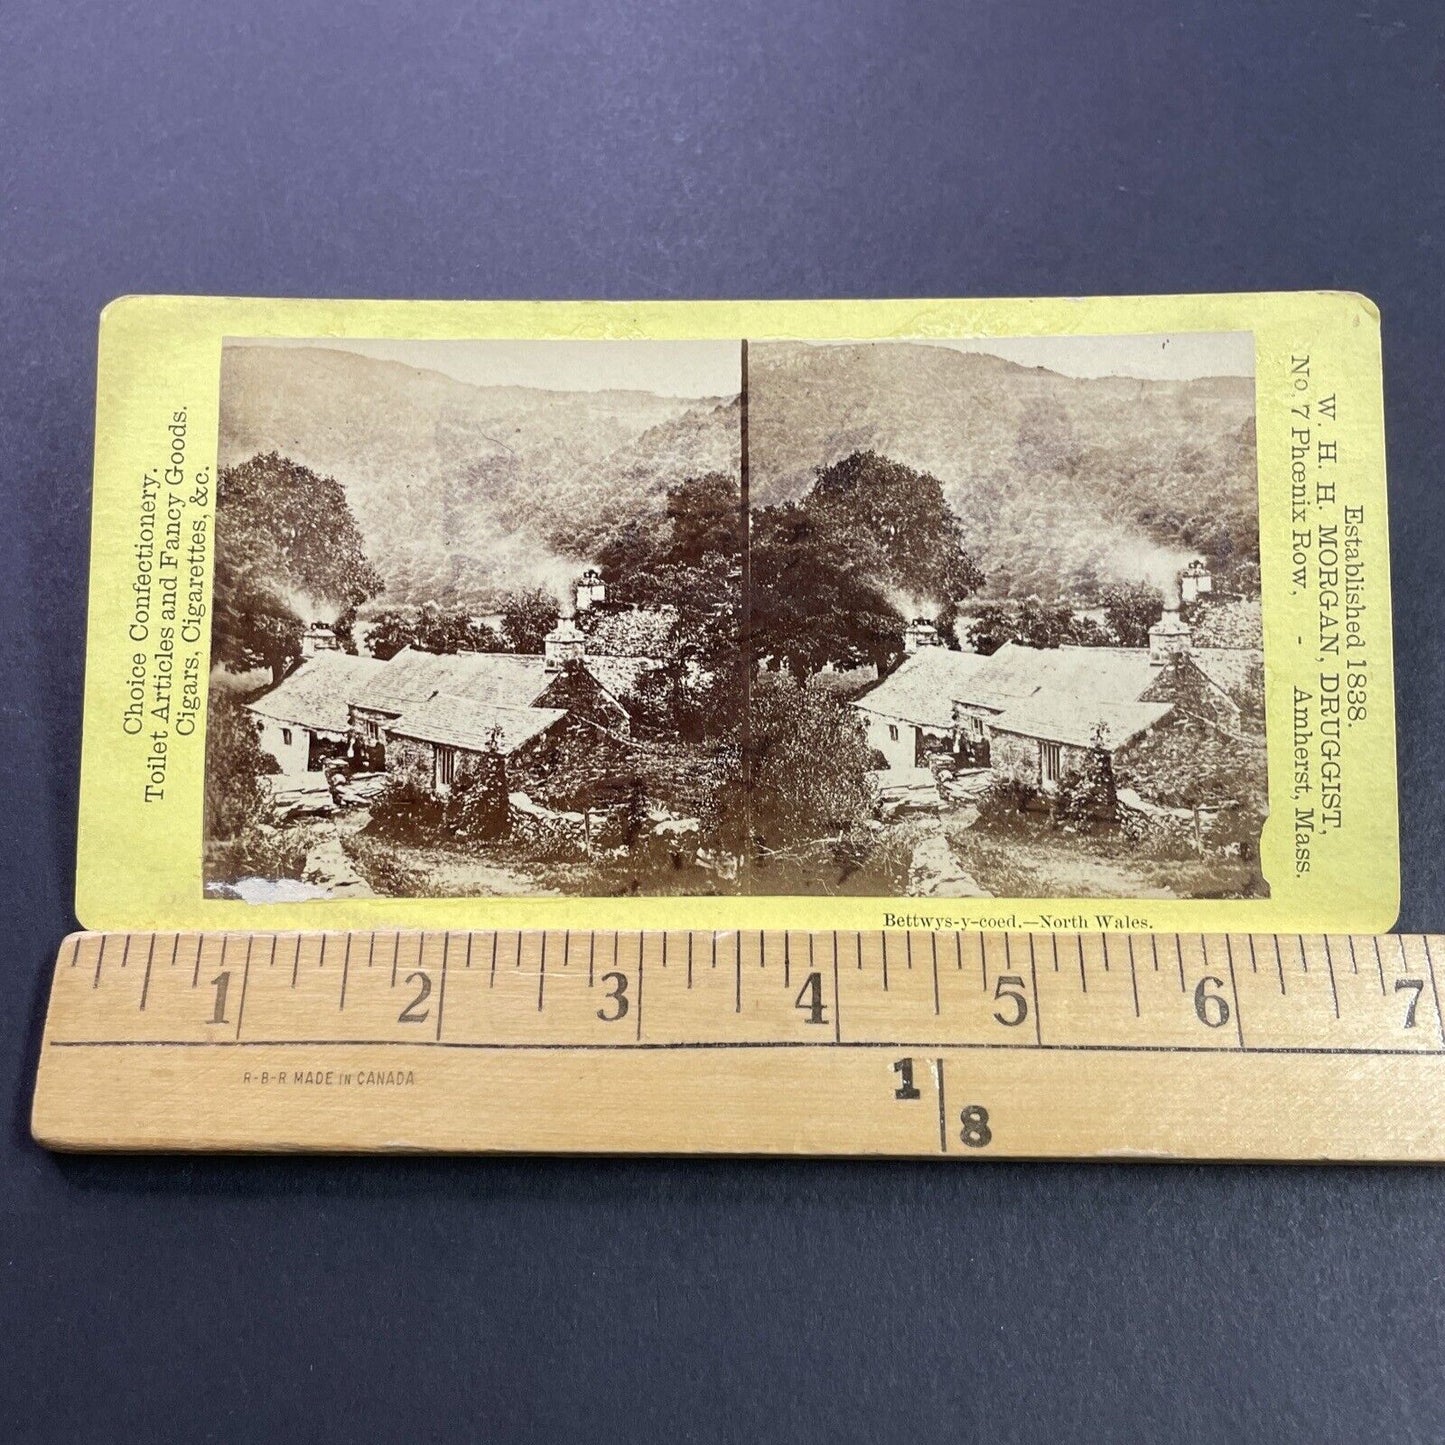 Choice Confectionery.
Toilet Articles and Fancy Goods.
Cigars, Cigarettes, &c.
Established 1838.
W. H. H. MORGAN, DRUGGIST,
No. 7 Phœnix Row. - Amherst, Mass.
Bettwys-y-coed.—North Wales.
1 2 3 4 5 6 7
R-B-R MADE IN CANADA
1 8